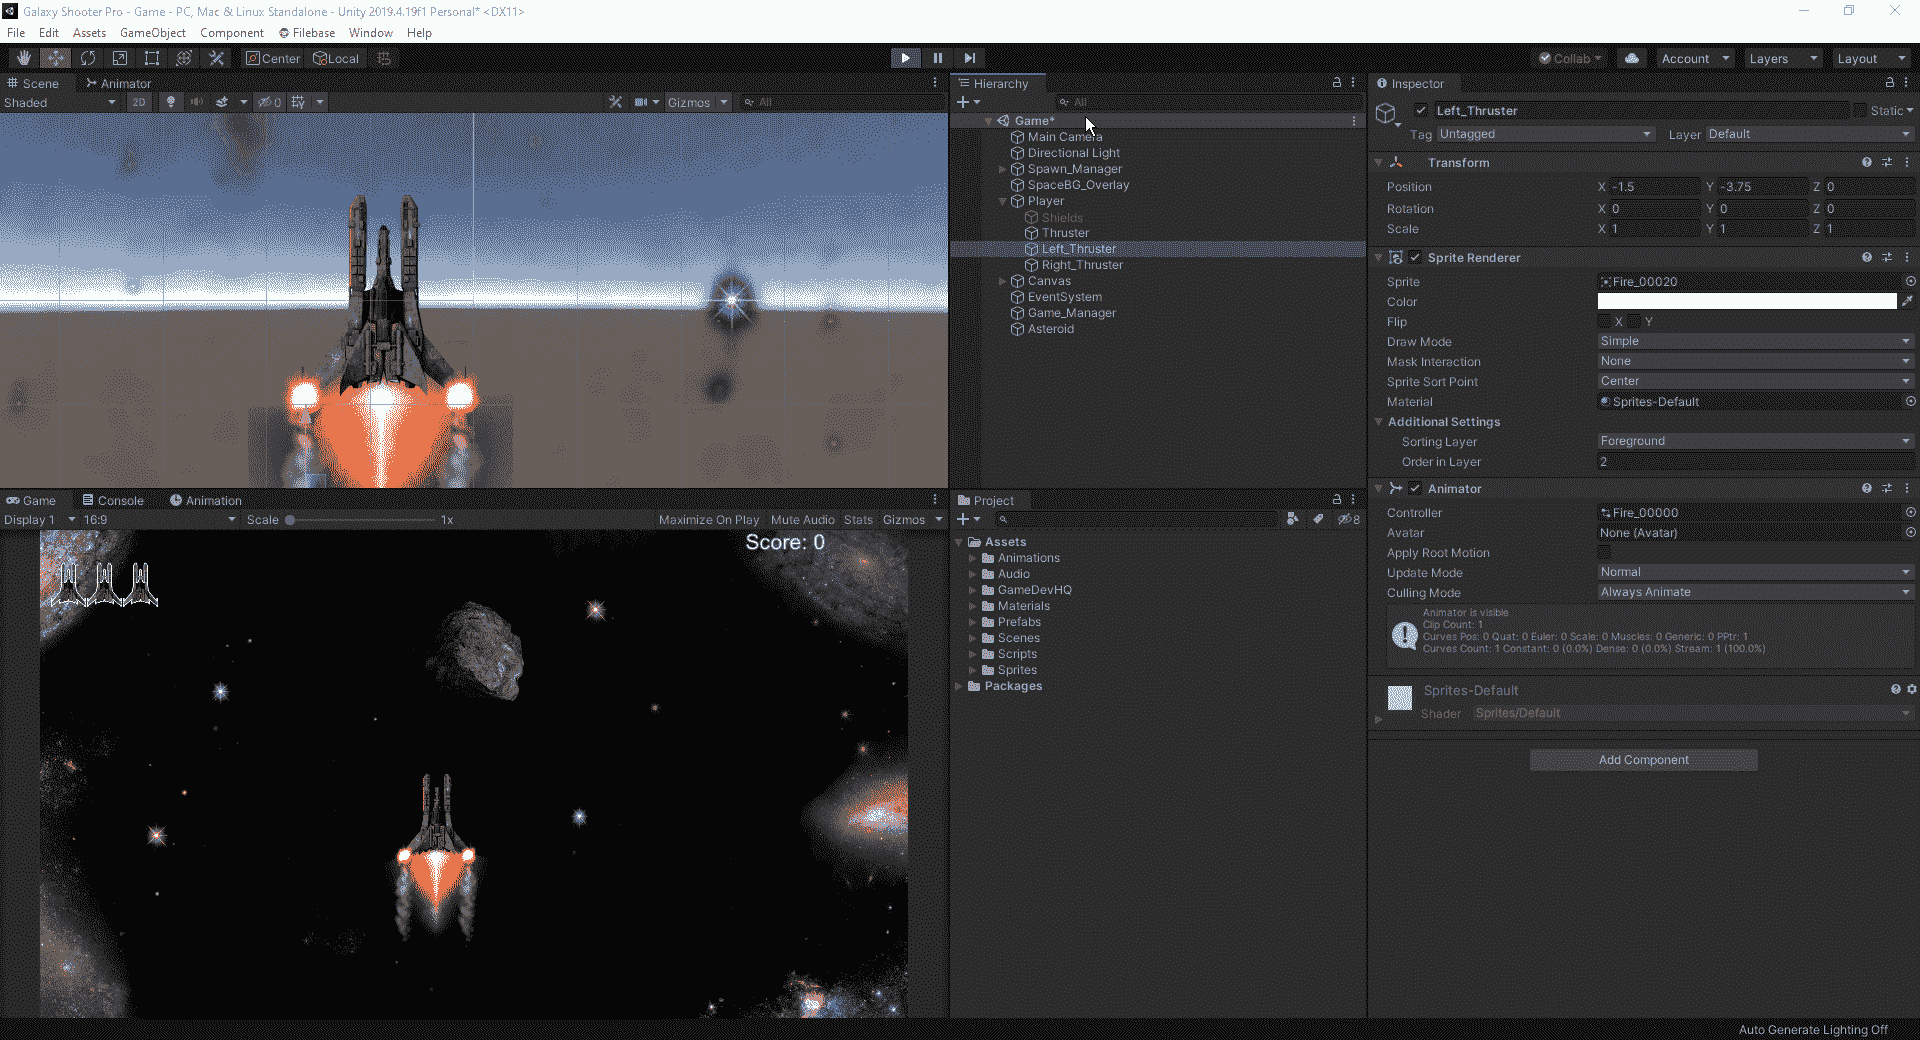 Galaxy Shooter Pro - Game - PC, Mac & Linux Standalone - Unity 2019.4.19f1 Personal* <DX11>
File Edit Assets GameObject Component Filebase Window Help
Center Local Collab Account Layers Layout
Scene Animator
Shaded 2D 0 Gizmos All
Game Console Animation
Display 1 16:9 Scale 1x Maximize On Play Mute Audio Stats Gizmos
Score: 0
Hierarchy
All
Game*
Main Camera
Directional Light
Spawn_Manager
SpaceBG_Overlay
Player
Shields
Thruster
Left_Thruster
Right_Thruster
Canvas
EventSystem
Game_Manager
Asteroid
Project
8
Assets
Animations
Audio
GameDevHQ
Materials
Prefabs
Scenes
Scripts
Sprites
Packages
Inspector
Left_Thruster Static
Tag Untagged Layer Default
Transform
Position X -1.5 Y -3.75 Z 0
Rotation X 0 Y 0 Z 0
Scale X 1 Y 1 Z 1
Sprite Renderer
Sprite Fire_00020
Color
Flip X Y
Draw Mode Simple
Mask Interaction None
Sprite Sort Point Center
Material Sprites-Default
Additional Settings
Sorting Layer Foreground
Order in Layer 2
Animator
Controller Fire_00000
Avatar None (Avatar)
Apply Root Motion
Update Mode Normal
Culling Mode Always Animate
Animator is visible
Clip Count: 1
Curves Pos: 0 Quat: 0 Euler: 0 Scale: 0 Muscles: 0 Generic: 0 PPtr: 1
Curves Count: 1 Constant: 0 (0.0%) Dense: 0 (0.0%) Stream: 1 (100.0%)
Sprites-Default
Shader Sprites/Default
Add Component
Auto Generate Lighting Off